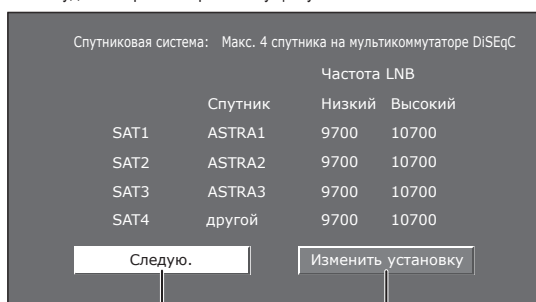 Спутниковая система: Макс. 4 спутника на мультикоммутаторе DiSEqC
Частота LNB
Спутник Низкий Высокий
SAT1 ASTRA1 9700 10700
SAT2 ASTRA2 9700 10700
SAT3 ASTRA3 9700 10700
SAT4 другой 9700 10700
Следую. Изменить установку